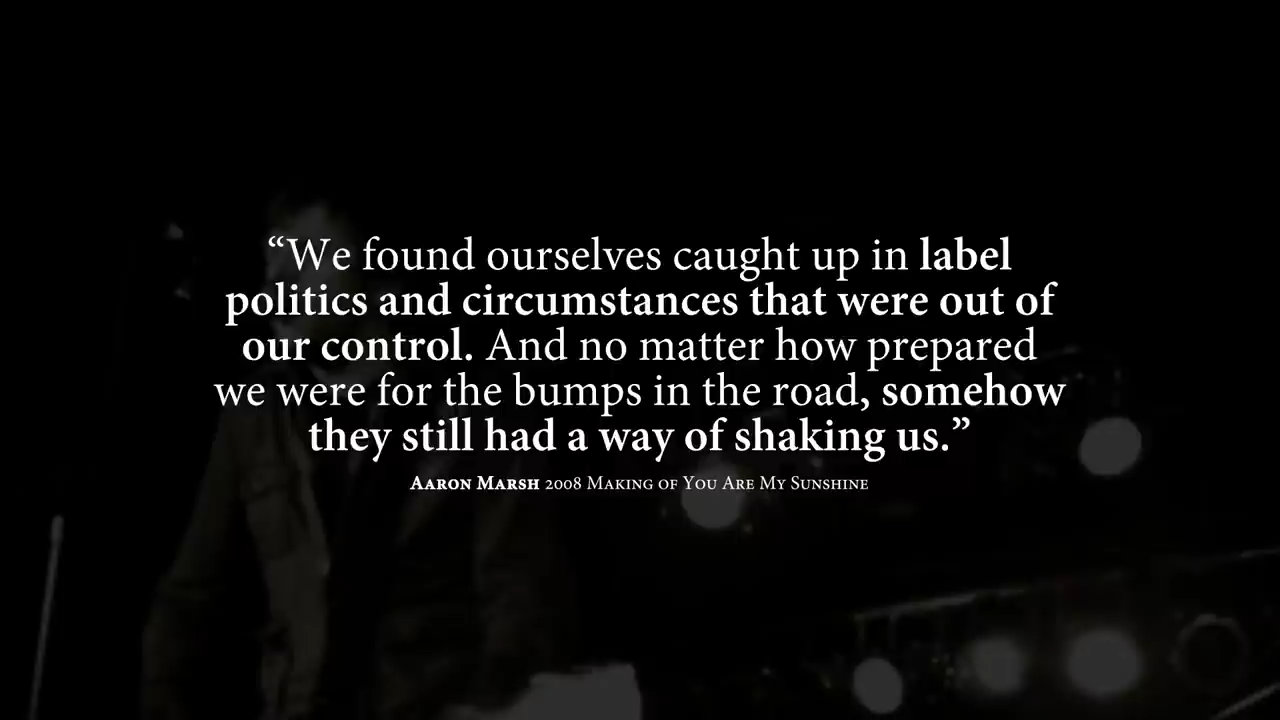 “We found ourselves caught up in label
politics and circumstances that were out of
our control. And no matter how prepared
we were for the bumps in the road, somehow
they still had a way of shaking us.”
Aaron Marsh 2008 Making of You Are My Sunshine